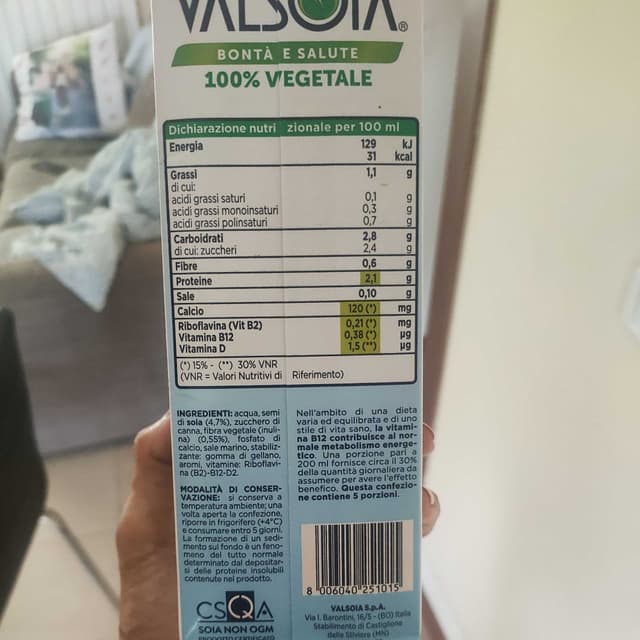 VALSOIA®
BONTÀ E SALUTE
100% VEGETALE
Dichiarazione nutrizionale per 100 ml
Energia 129 kJ
31 kcal
Grassi 1,1 g
di cui:
acidi grassi saturi 0,1 g
acidi grassi monoinsaturi 0,3 g
acidi grassi polinsaturi 0,7 g
Carboidrati 2,8 g
di cui: zuccheri 2,4 g
Fibre 0,6 g
Proteine 2,1 g
Sale 0,10 g
Calcio 120 (*) mg
Riboflavina (Vit B2) 0,21 (*) mg
Vitamina B12 0,38 (*) µg
Vitamina D 1,5 (**) µg
(*) 15% - (**) 30% VNR
(VNR = Valori Nutritivi di Riferimento)
INGREDIENTI: acqua, semi
di soia (4,7%), zucchero di
canna, fibra vegetale (inuli-
na) (0,55%), fosfato di
calcio, sale marino, stabiliz-
zante: gomma di gellano,
aromi, vitamine: Riboflavi-
na (B2)-B12-D2.
MODALITÀ DI CONSER-
VAZIONE: si conserva a
temperatura ambiente; una
volta aperta la confezione,
riporre in frigorifero (+4°C)
e consumare entro 5 giorni.
La formazione di un sedi-
mento sul fondo è un feno-
meno del tutto normale
determinato dal depositar-
si delle proteine insolubili
contenute nel prodotto.
CSQA
SOIA NON OGM
PRODOTTO CERTIFICATO
Nell'ambito di una dieta
varia ed equilibrata e di uno
stile di vita sano, la vitami-
na B12 contribuisce al nor-
male metabolismo energe-
tico. Una porzione pari a
200 ml fornisce circa il 30%
della quantità giornaliera da
assumere per avere l'effetto
benefico. Questa confezio-
ne contiene 5 porzioni.
8 006040 251015
VALSOIA S.p.A.
Via I. Barontini, 16/5 - (BO) Italia
Stabilimento di Castiglione
delle Stiviere (MN)